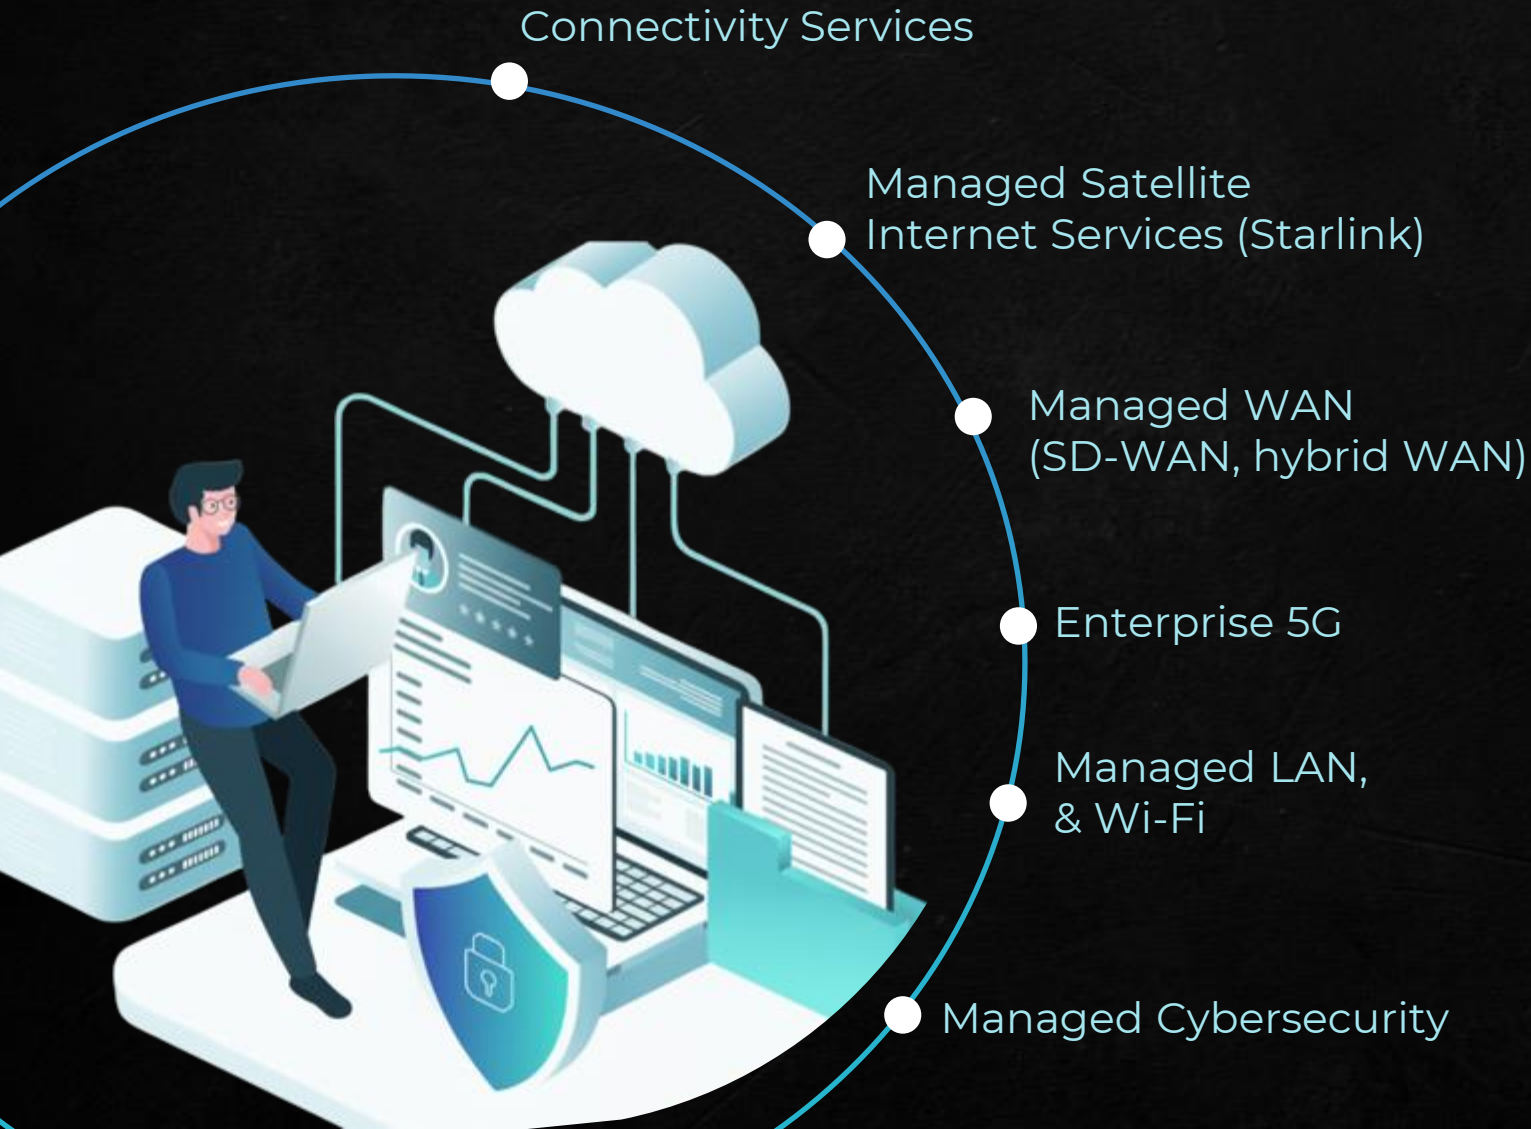 Connectivity Services
Managed Satellite
Internet Services (Starlink)
Managed WAN
(SD-WAN, hybrid WAN)
Enterprise 5G
Managed LAN,
& Wi-Fi
Managed Cybersecurity